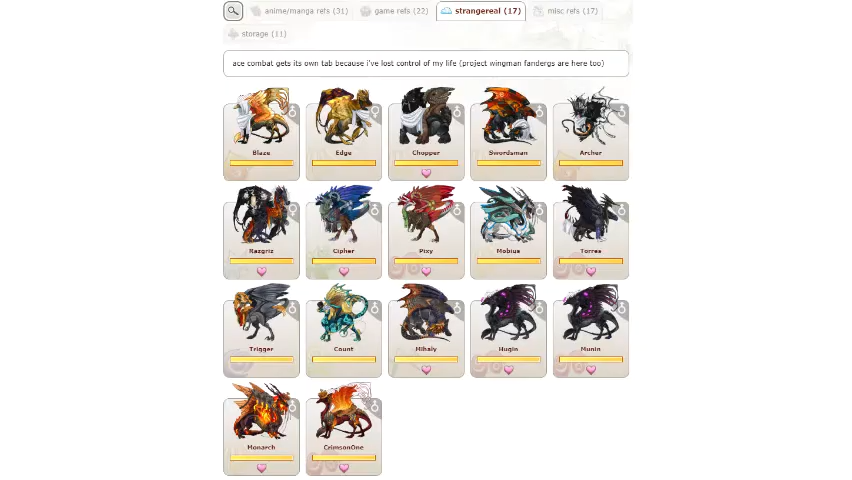 anime/manga refs (31) game refs (22) strangereal (17) misc refs (17)
storage (11)
ace combat gets its own tab because i've lost control of my life (project wingman fandergs are here too)
Blaze Edge Chopper Swordsman Archer
Razgriz Cipher Pixy Mobius Torres
Trigger Count Mihaly Hugin Munin
Monarch CrimsonOne